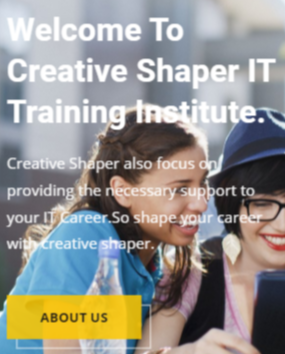 Welcome To
Creative Shaper IT
Training Institute.
Creative Shaper also focus on
providing the necessary support to
your IT Career.So shape your career
with creative shaper.
ABOUT US